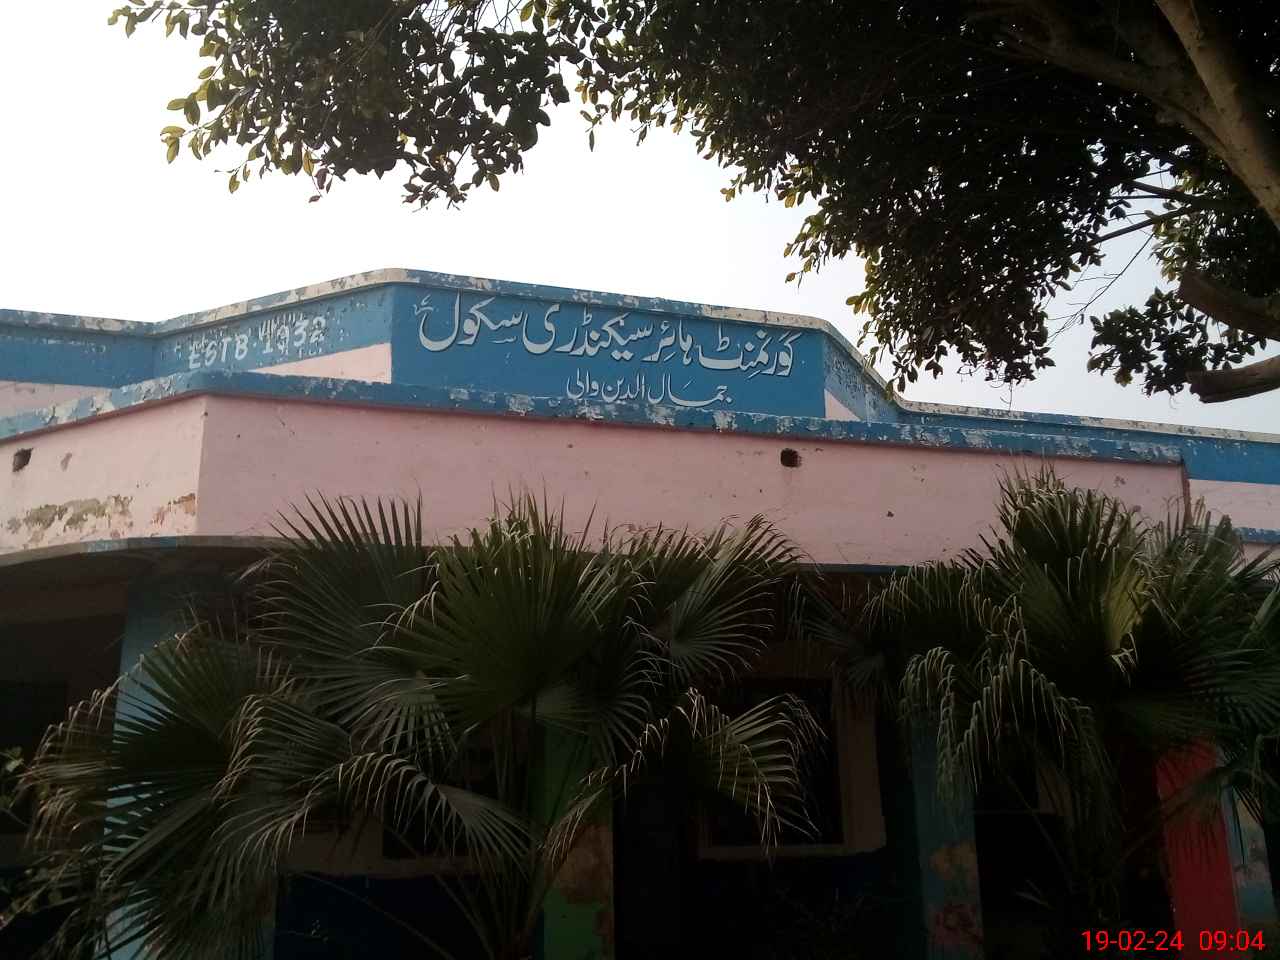 گورنمنٹ ہائر سیکنڈری سکول
جمال الدین والی
ESTB 1932
19-02-24 09:04